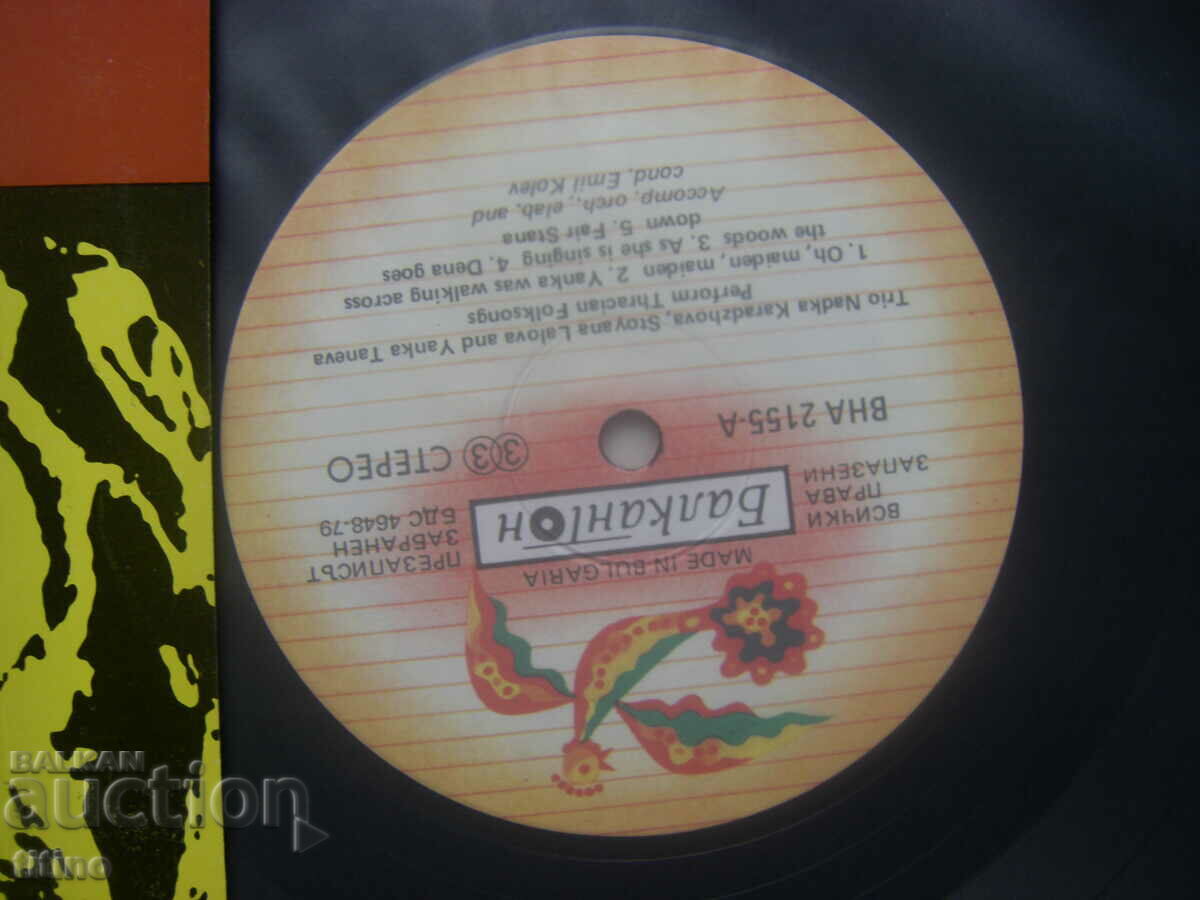 MADE IN BULGARIA
Балкантон
ВСИЧКИ
ПРАВА
ЗАПАЗЕНИ
ПРЕЗАПИСЪТ
ЗАБРАНЕН
БДС 4648-79
ВНА 2155-А
33 СТЕРЕО
Trio Nadka Karadzhova, Stoyana Lalova and Yanka Taneva
Perform Thracian Folksongs
1. Oh, maiden, maiden 2. Yanka was walking across
the woods 3. As she is singing 4. Dena goes
down 5. Fair Stana
Accomp, orch,, elab, and
cond, Emil Kolev
BALKAN
auction
titino